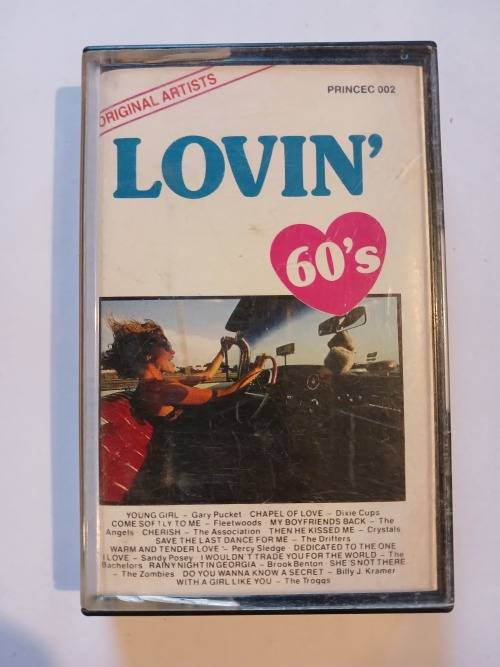 ORIGINAL ARTISTS
PRINCEC 002
LOVIN'
60's
YOUNG GIRL – Gary Pucket CHAPEL OF LOVE – Dixie Cups
COME SOFTLY TO ME – Fleetwoods MY BOYFRIENDS BACK – The
Angels CHERISH – The Association THEN HE KISSED ME – Crystals
SAVE THE LAST DANCE FOR ME – The Drifters
WARM AND TENDER LOVE – Percy Sledge DEDICATED TO THE ONE
I LOVE – Sandy Posey I WOULDN'T TRADE YOU FOR THE WORLD – The
Bachelors RAINY NIGHT IN GEORGIA – Brook Benton SHE'S NOT THERE
– The Zombies DO YOU WANNA KNOW A SECRET – Billy J. Kramer
WITH A GIRL LIKE YOU – The Troggs